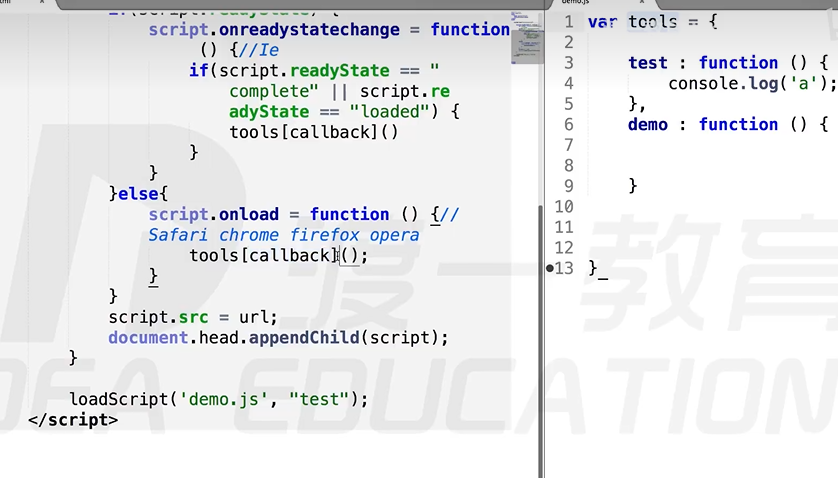 tml
if(script.readyState) {
script.onreadystatechange = function
() {//Ie
if(script.readyState == "
complete" || script.re
adyState == "loaded") {
tools[callback]()
}
}
}else{
script.onload = function () {//
Safari chrome firefox opera
tools[callback]();
}
}
script.src = url;
document.head.appendChild(script);
}
loadScript('demo.js', "test");
</script>
demo.js
1 var tools = {
2
3 test : function () {
4 console.log('a');
5 },
6 demo : function () {
7
8
9 }
10
11
12
13 }
渡一教育
EDUCATION